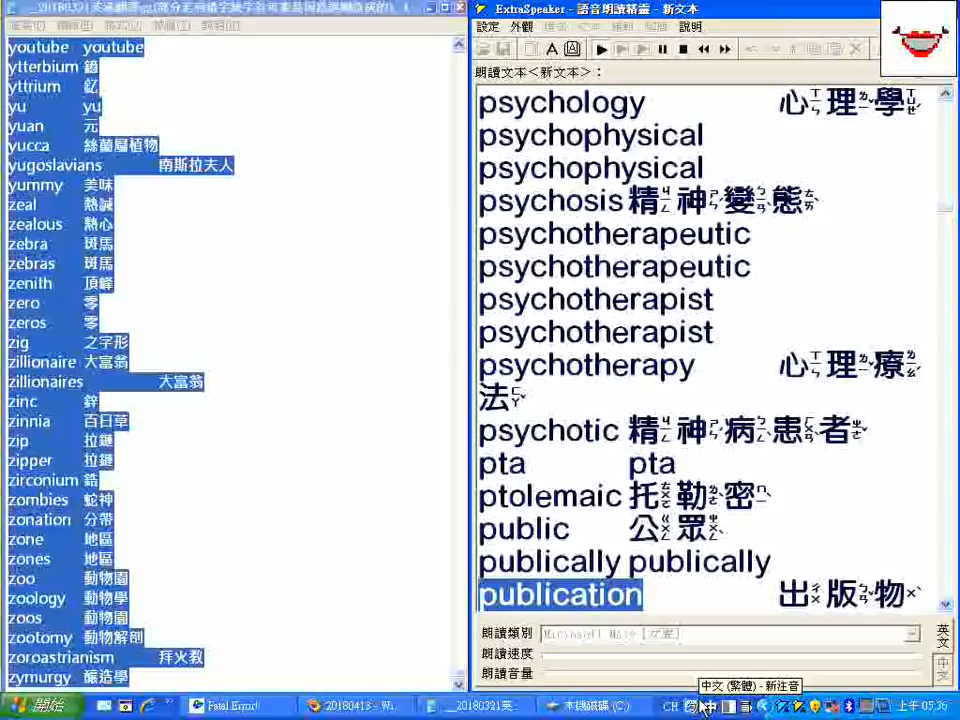 youtube youtube
ytterbium 鐿
yttrium 釔
yu yu
yuan 元
yucca 絲蘭屬植物
yugoslavians 南斯拉夫人
yummy 美味
zeal 熱誠
zealous 熱心
zebra 斑馬
zebras 斑馬
zenith 頂峰
zero 零
zeros 零
zig 之字形
zillionaire 大富翁
zillionaires 大富翁
zinc 鋅
zinnia 百日草
zip 拉鏈
zipper 拉鏈
zirconium 鋯
zombies 蛇神
zonation 分帶
zone 地區
zones 地區
zoo 動物園
zoology 動物學
zoos 動物園
zootomy 動物解剖
zoroastrianism 拜火教
zymurgy 釀造學
ExtraSpeaker - 語音朗讀精靈 - 新文本
設定 外觀 說明
朗讀文本<新文本>：
psychology 心理學
psychophysical
psychophysical
psychosis 精神變態
psychotherapeutic
psychotherapeutic
psychotherapist
psychotherapist
psychotherapy 心理療
法
psychotic 精神病患者
pta pta
ptolemaic 托勒密
public 公眾
publically publically
publication 出版物
朗讀類別
朗讀速度
朗讀音量
英文
中文
中文 (繁體) - 新注音
開始
Fatal Error!
20180413 - Wi...
__20180321英...
本機磁碟 (C:)
CH
上午 05:36